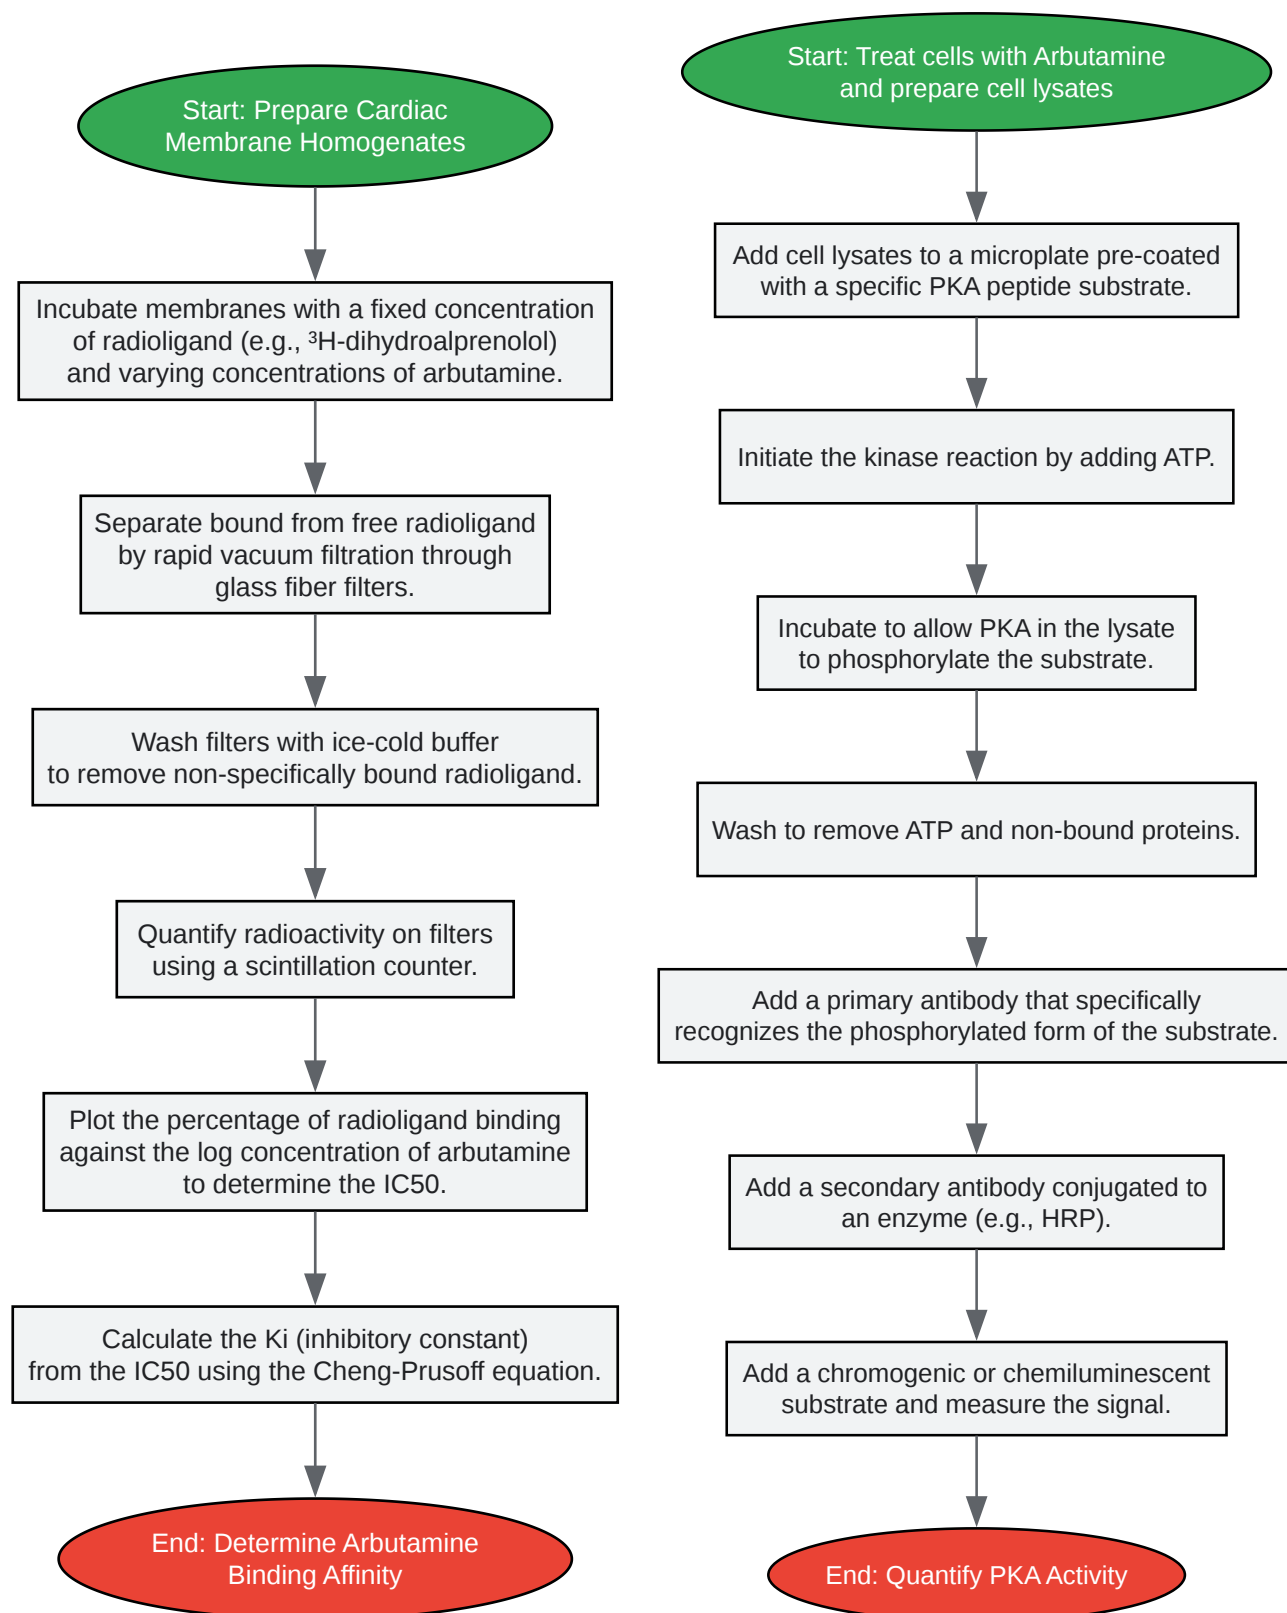 Start: Prepare Cardiac
Membrane Homogenates
Incubate membranes with a fixed concentration
of radioligand (e.g., ³H-dihydroalprenolol)
and varying concentrations of arbutamine.
Separate bound from free radioligand
by rapid vacuum filtration through
glass fiber filters.
Wash filters with ice-cold buffer
to remove non-specifically bound radioligand.
Quantify radioactivity on filters
using a scintillation counter.
Plot the percentage of radioligand binding
against the log concentration of arbutamine
to determine the IC50.
Calculate the Ki (inhibitory constant)
from the IC50 using the Cheng-Prusoff equation.
End: Determine Arbutamine
Binding Affinity
Start: Treat cells with Arbutamine
and prepare cell lysates
Add cell lysates to a microplate pre-coated
with a specific PKA peptide substrate.
Initiate the kinase reaction by adding ATP.
Incubate to allow PKA in the lysate
to phosphorylate the substrate.
Wash to remove ATP and non-bound proteins.
Add a primary antibody that specifically
recognizes the phosphorylated form of the substrate.
Add a secondary antibody conjugated to
an enzyme (e.g., HRP).
Add a chromogenic or chemiluminescent
substrate and measure the signal.
End: Quantify PKA Activity